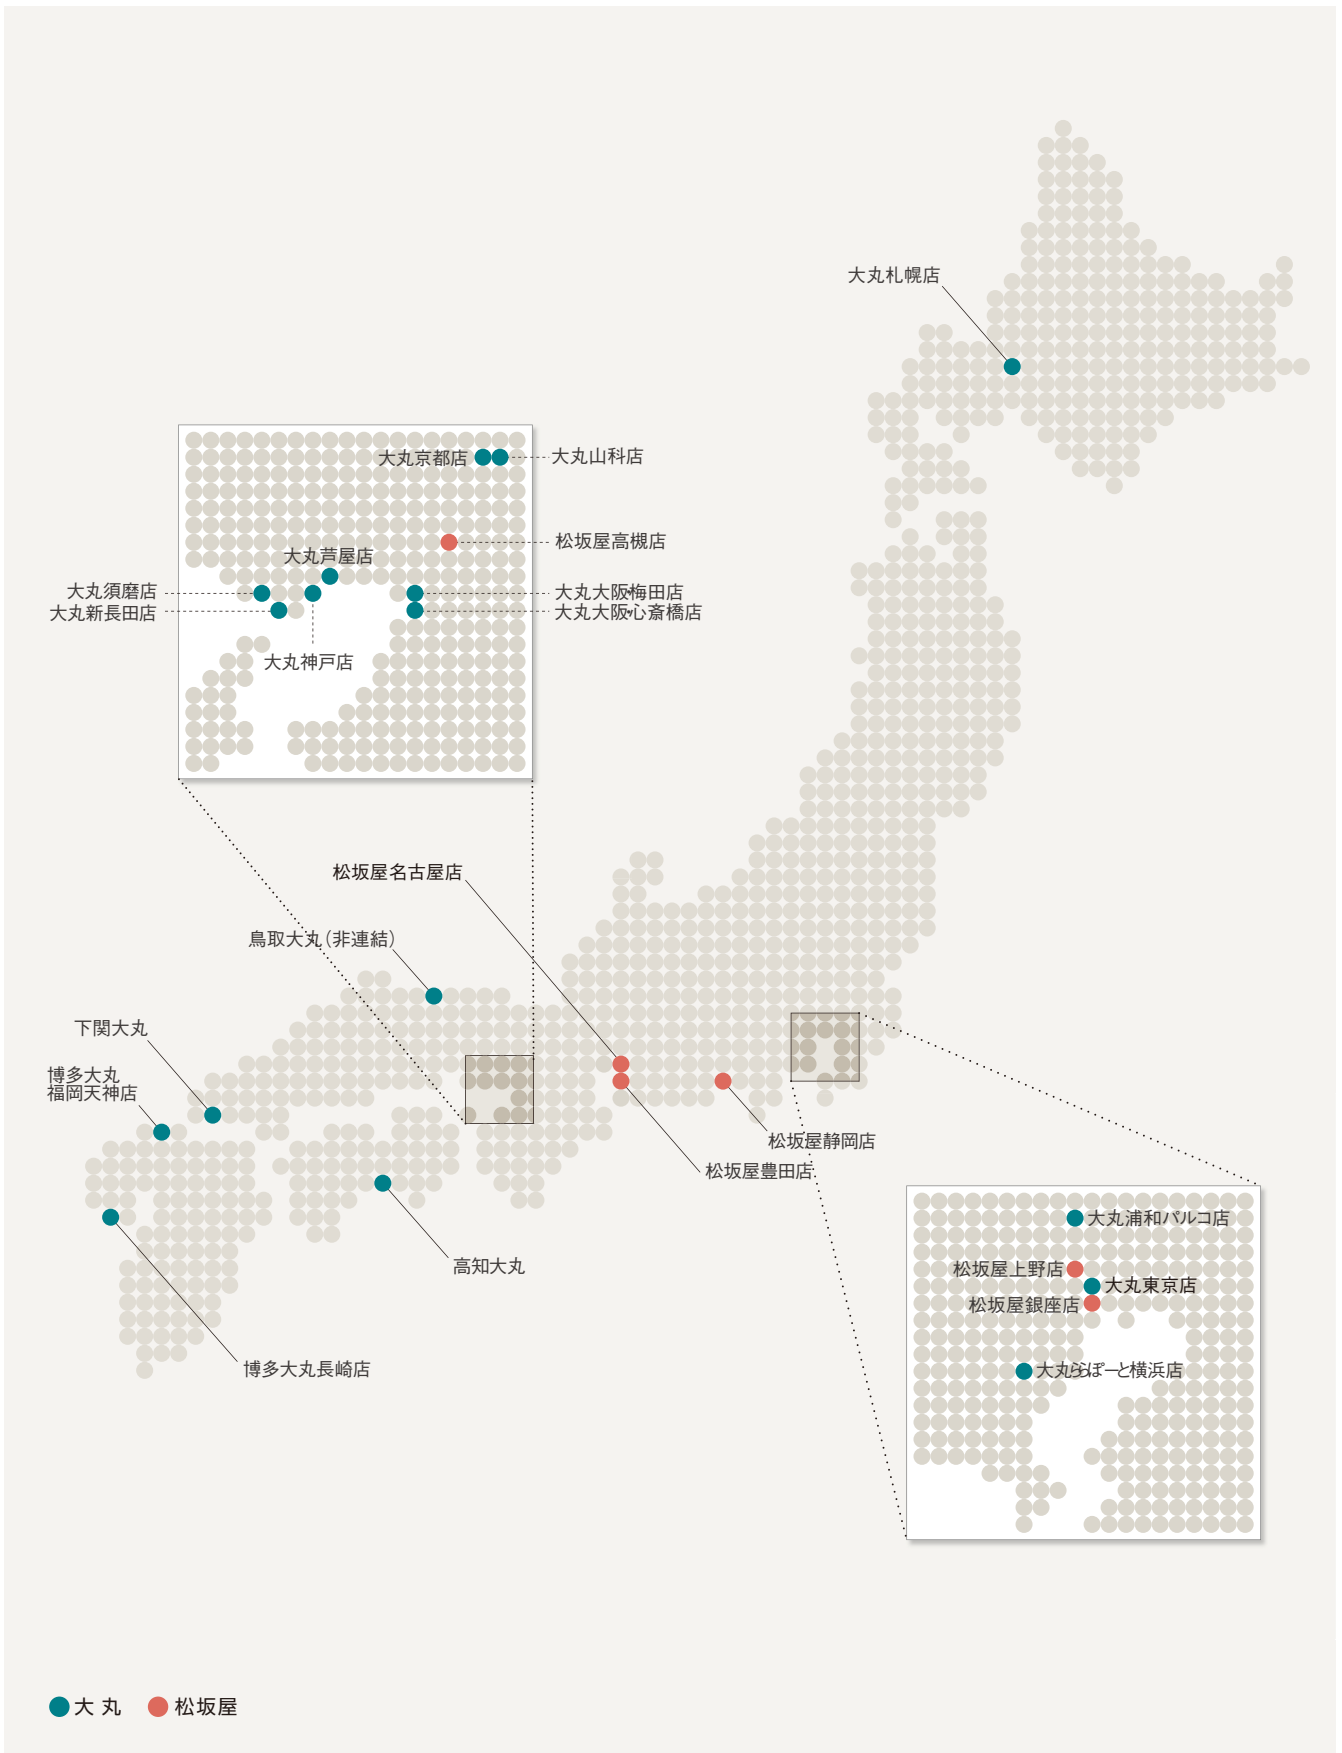 大丸札幌店
大丸京都店
大丸山科店
松坂屋高槻店
大丸芦屋店
大丸須磨店
大丸新長田店
大丸大阪・梅田店
大丸大阪・心斎橋店
大丸神戸店
松坂屋名古屋店
鳥取大丸(非連結)
下関大丸
博多大丸
福岡天神店
松坂屋静岡店
松坂屋豊田店
高知大丸
博多大丸長崎店
大丸浦和パルコ店
松坂屋上野店
大丸東京店
松坂屋銀座店
大丸ららぽーと横浜店
大 丸
松坂屋